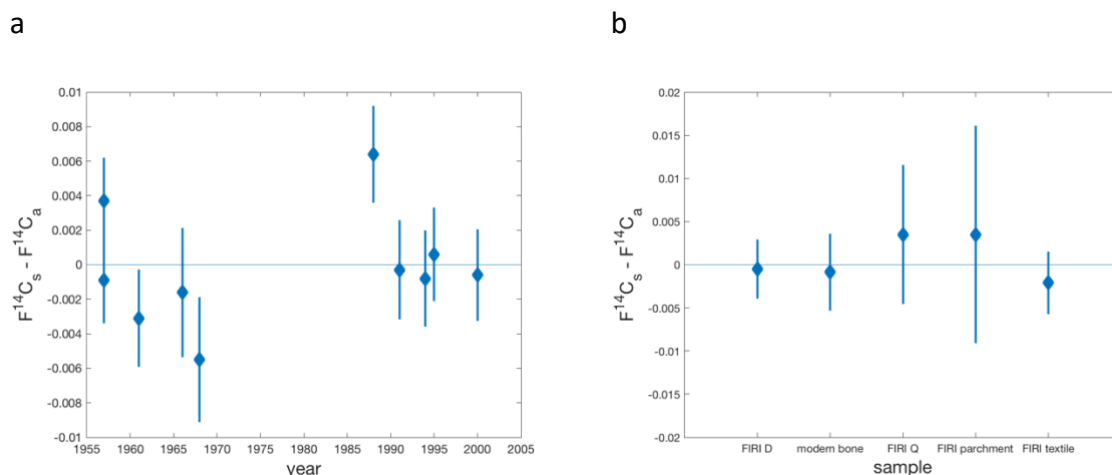 a
b
0.01
0.008
0.006
0.004
0.002
0
-0.002
-0.004
-0.006
-0.008
-0.01
F¹⁴Cₛ - F¹⁴Cₐ
1955 1960 1965 1970 1975 1980 1985 1990 1995 2000 2005
year
0.02
0.015
0.01
0.005
0
-0.005
-0.01
-0.015
-0.02
F¹⁴Cₛ - F¹⁴Cₐ
FIRI D modern bone FIRI Q FIRI parchment FIRI textile
sample